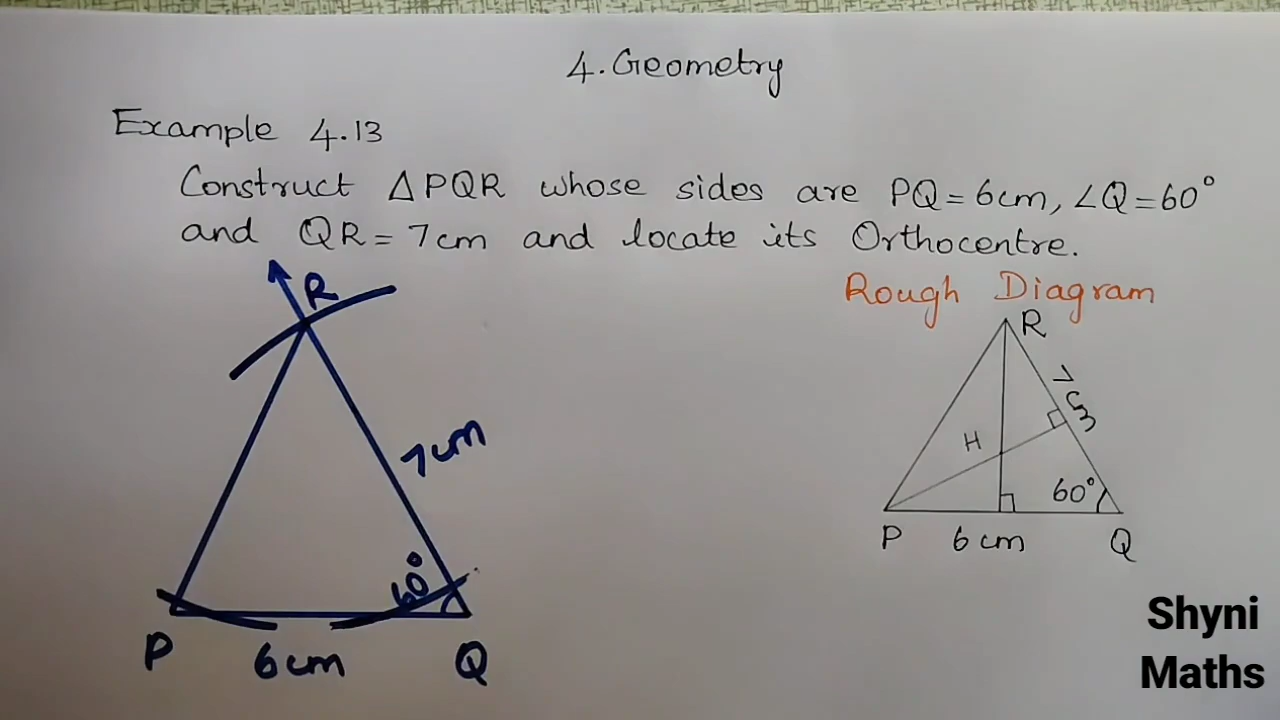 4. Geometry
Example 4.13
Construct △PQR whose sides are PQ = 6cm, ∠Q = 60°
and QR = 7cm and locate its Orthocentre.
Rough Diagram
R
7cm
60°
P
6cm
Q
R
7cm
H
60°
P
6cm
Q
Shyni
Maths